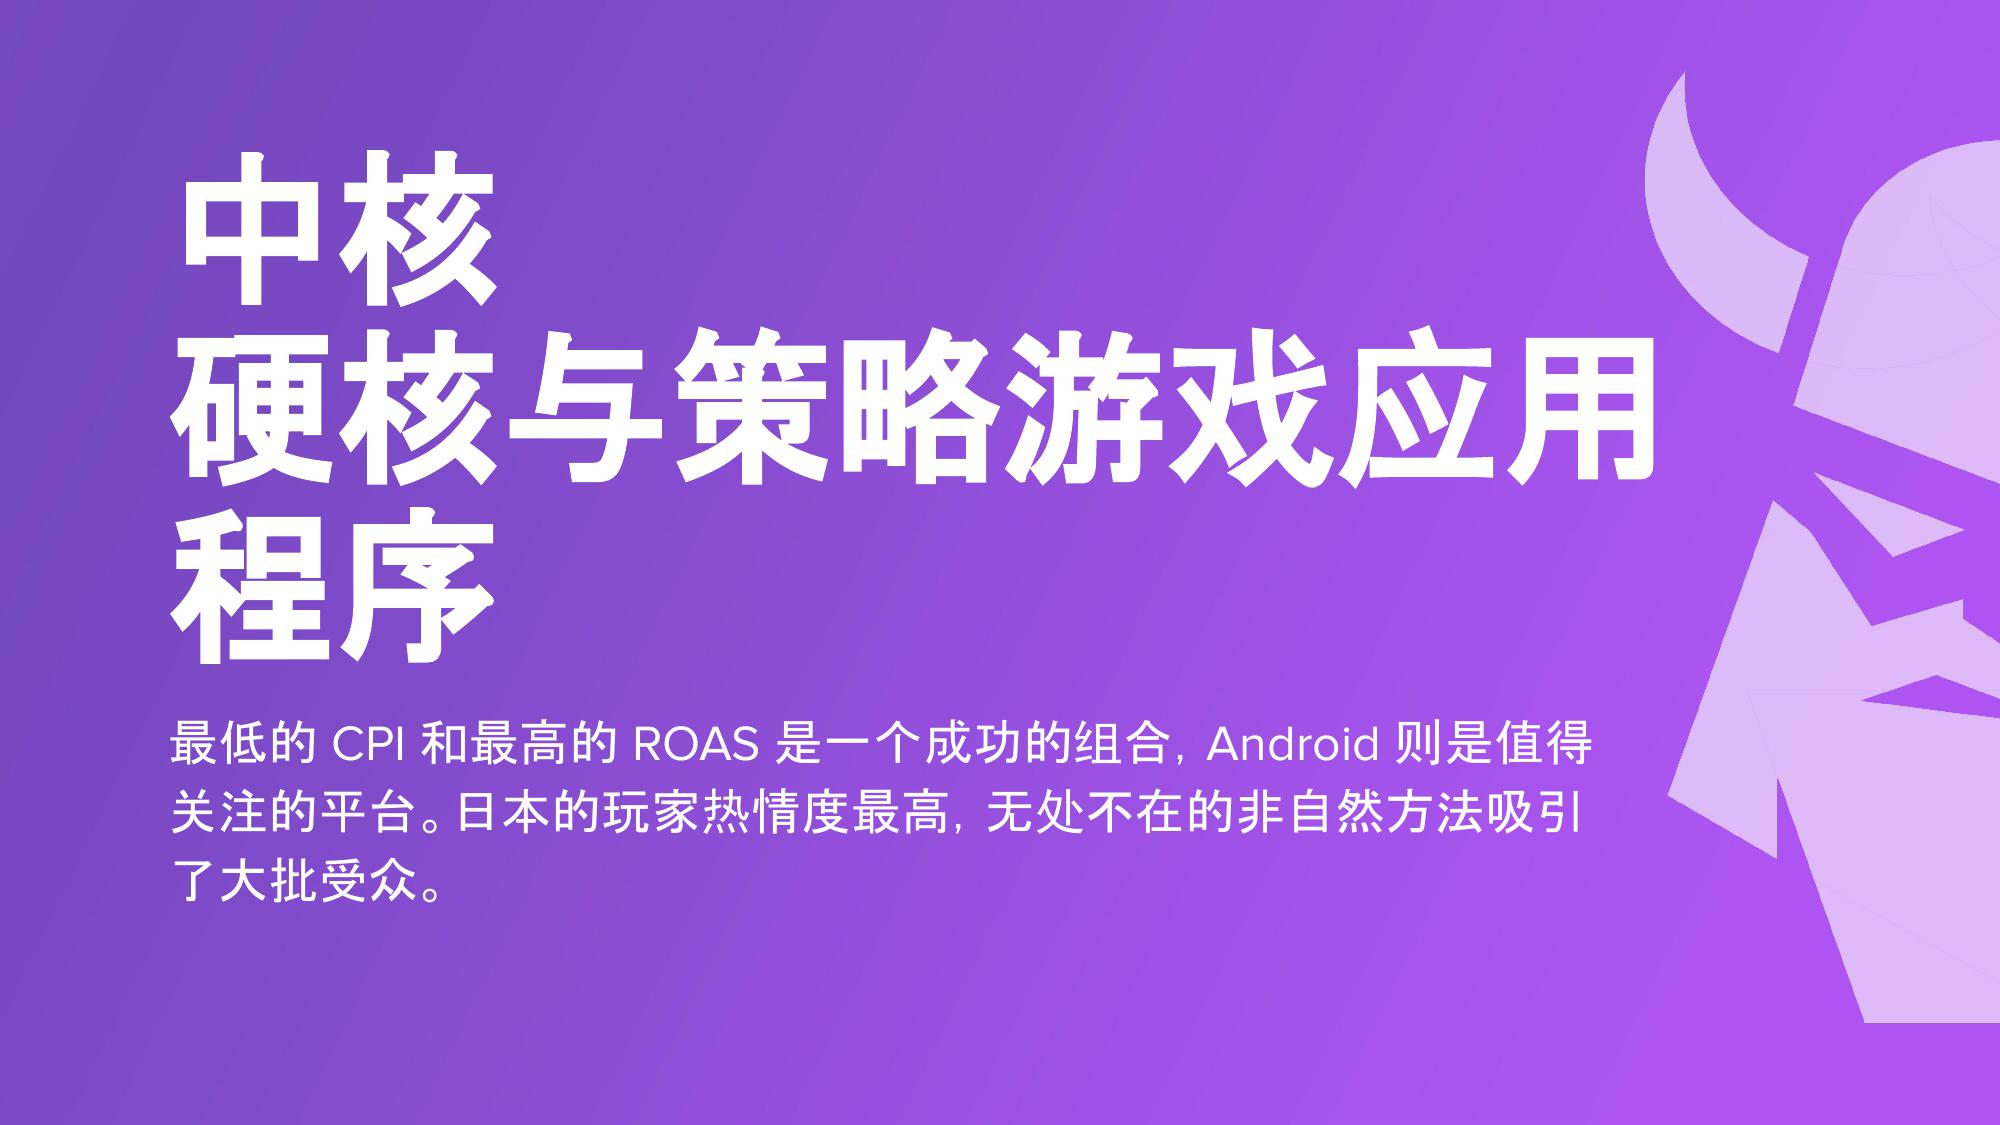 中核
硬核与策略游戏应用
程序
最低的 CPI 和最高的 ROAS 是一个成功的组合, Android 则是值得
关注的平台。日本的玩家热情度最高, 无处不在的非自然方法吸引
了大批受众。